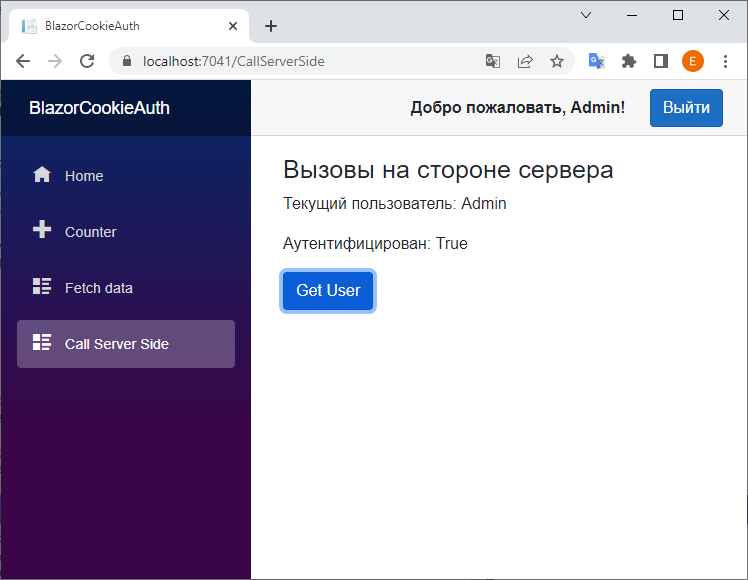 BlazorCookieAuth
localhost:7041/CallServerSide
E
BlazorCookieAuth
Добро пожаловать, Admin!
Выйти
Home
Counter
Fetch data
Call Server Side
Вызовы на стороне сервера
Текущий пользователь: Admin
Аутентифицирован: True
Get User